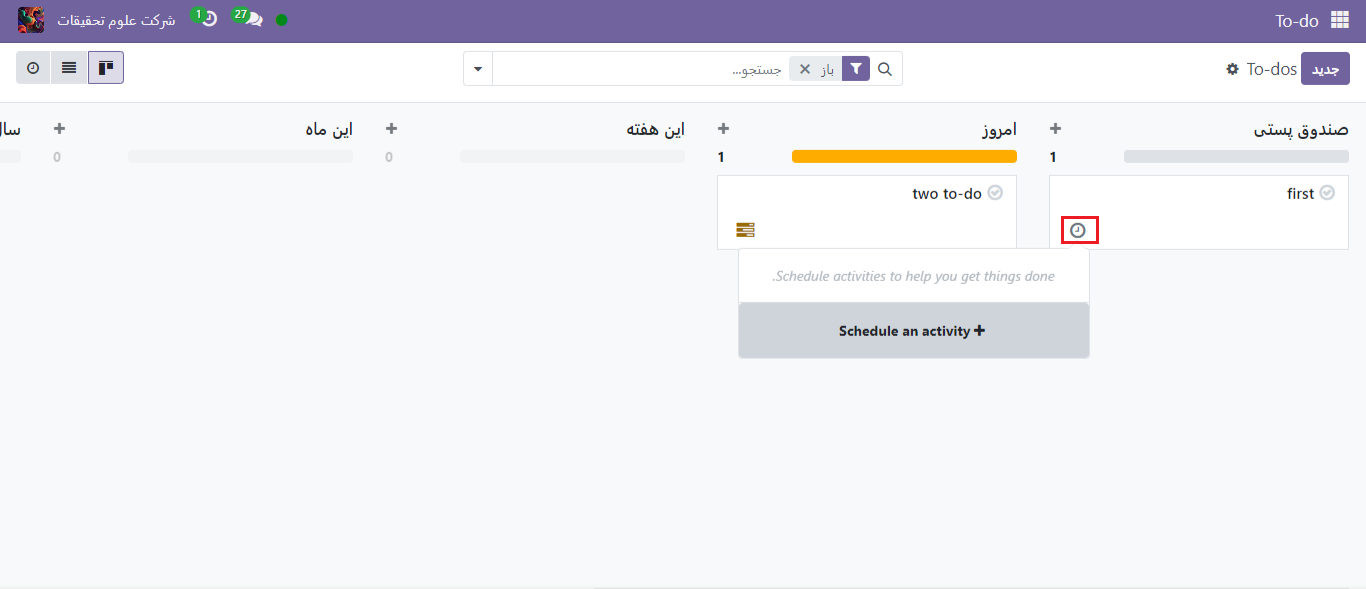 To-do
27
1
شرکت علوم تحقیقات
جدید
To-dos
باز
جستجو...
صندوق پستی
امروز
این هفته
این ماه
سال
1
1
0
0
first
two to-do
Schedule activities to help you get things done.
Schedule an activity